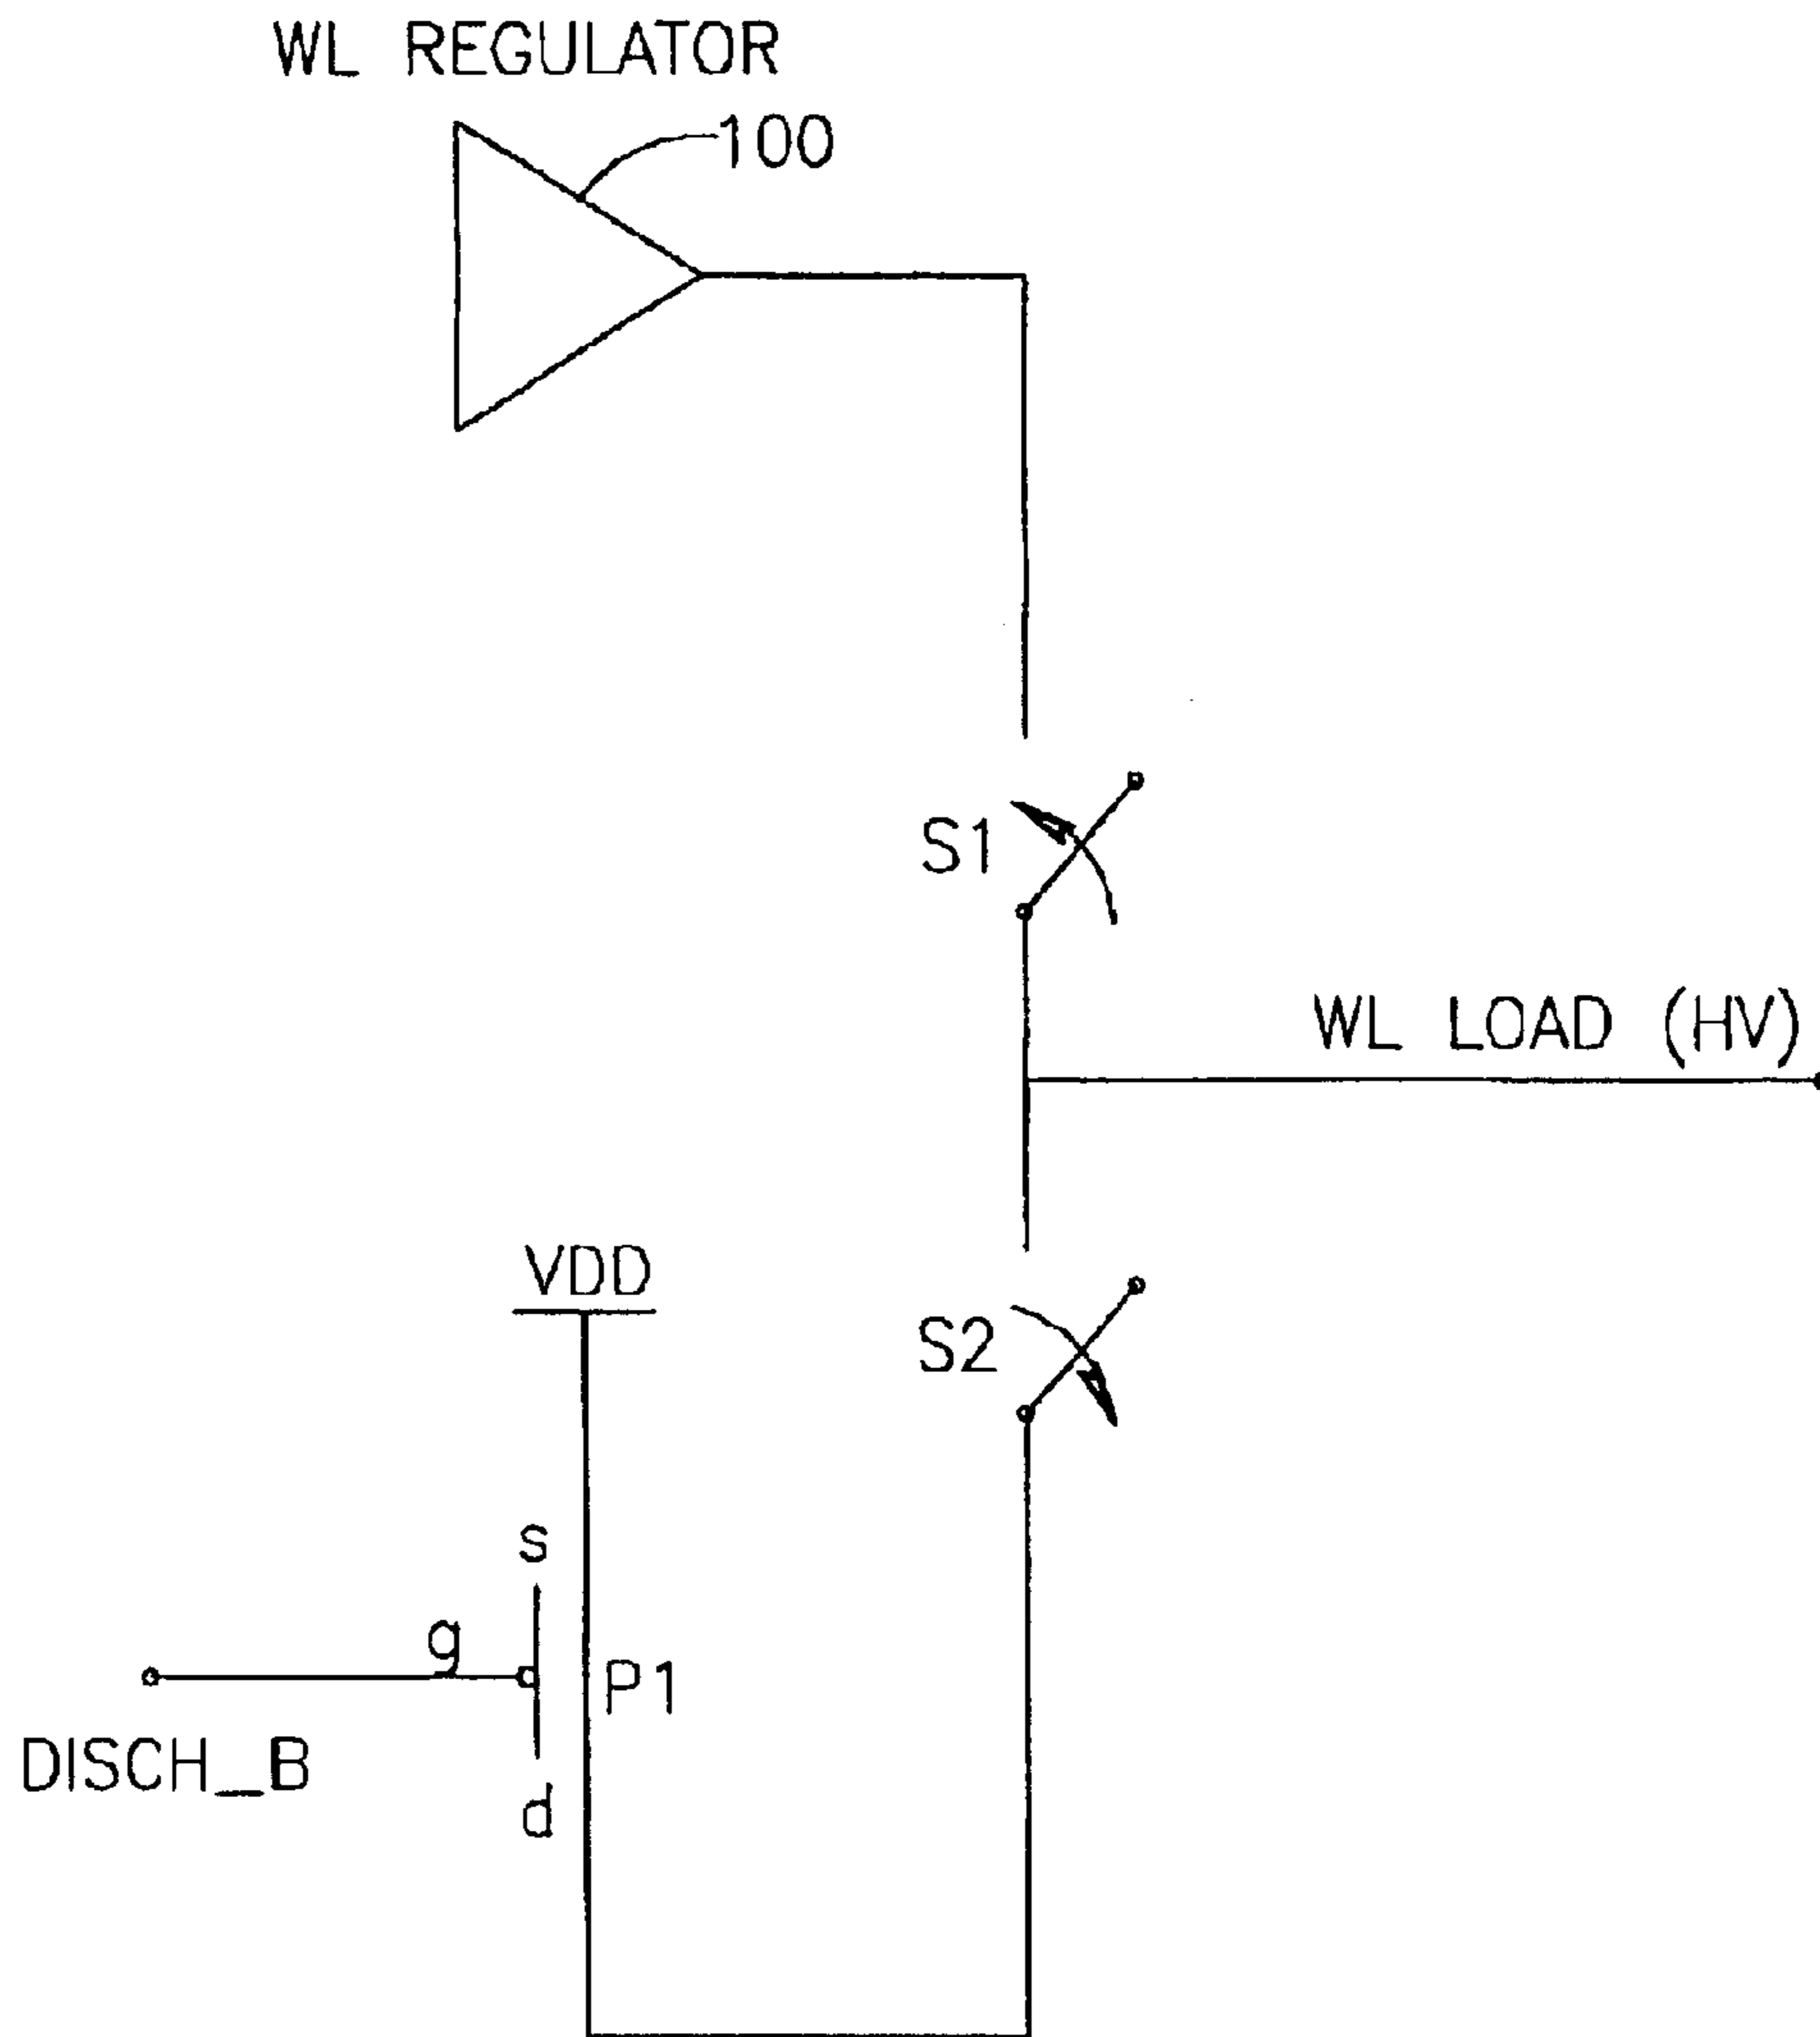 WL REGULATOR
100
S1
WL LOAD (HV)
VDD
S2
s
g
P1
DISCH_B
d